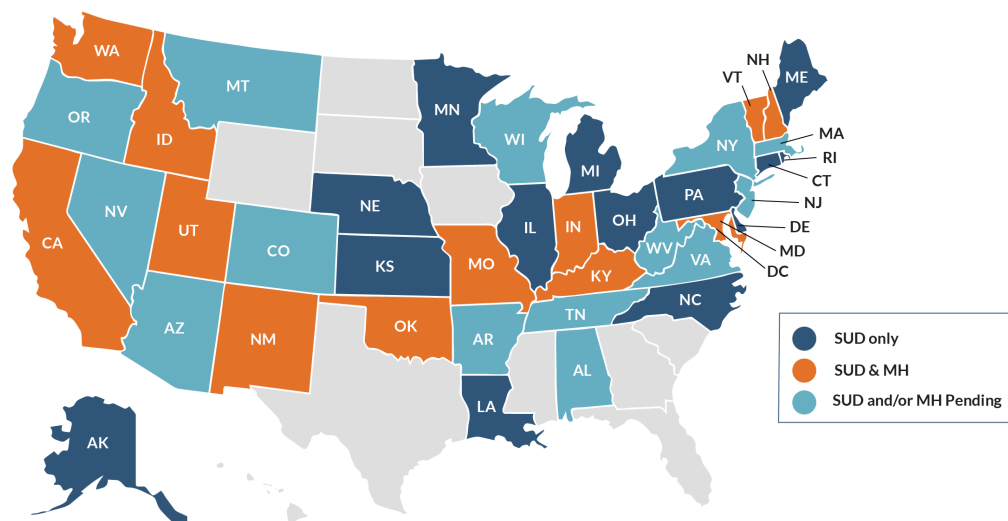 WA
MT
ME
NH
VT
MN
OR
ID
WI
NY
MA
MI
RI
CT
PA
NE
NV
IL
IN
OH
NJ
UT
DE
CA
CO
KS
MO
WV
VA
MD
KY
DC
NC
AZ
NM
OK
AR
TN
AL
LA
AK
SUD only
SUD & MH
SUD and/or MH Pending